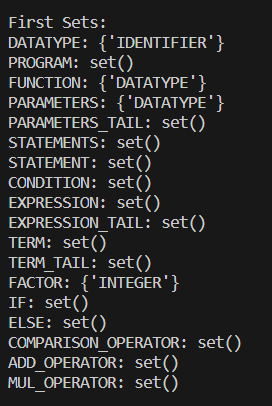 First Sets:
DATATYPE: {'IDENTIFIER'}
PROGRAM: set()
FUNCTION: {'DATATYPE'}
PARAMETERS: {'DATATYPE'}
PARAMETERS_TAIL: set()
STATEMENTS: set()
STATEMENT: set()
CONDITION: set()
EXPRESSION: set()
EXPRESSION_TAIL: set()
TERM: set()
TERM_TAIL: set()
FACTOR: {'INTEGER'}
IF: set()
ELSE: set()
COMPARISON_OPERATOR: set()
ADD_OPERATOR: set()
MUL_OPERATOR: set()